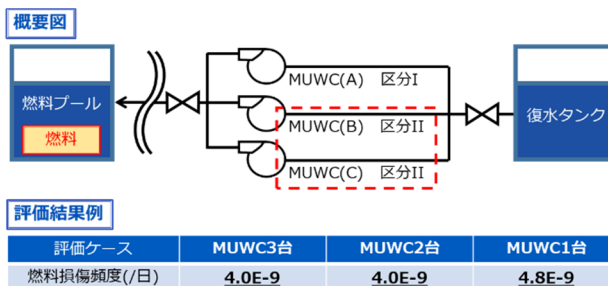 概要図
MUWC(A) 区分I
燃料プール
燃料
MUWC(B) 区分II
復水タンク
MUWC(C) 区分II
評価結果例
評価ケース MUWC3台 MUWC2台 MUWC1台
燃料損傷頻度(/日) 4.0E-9 4.0E-9 4.8E-9